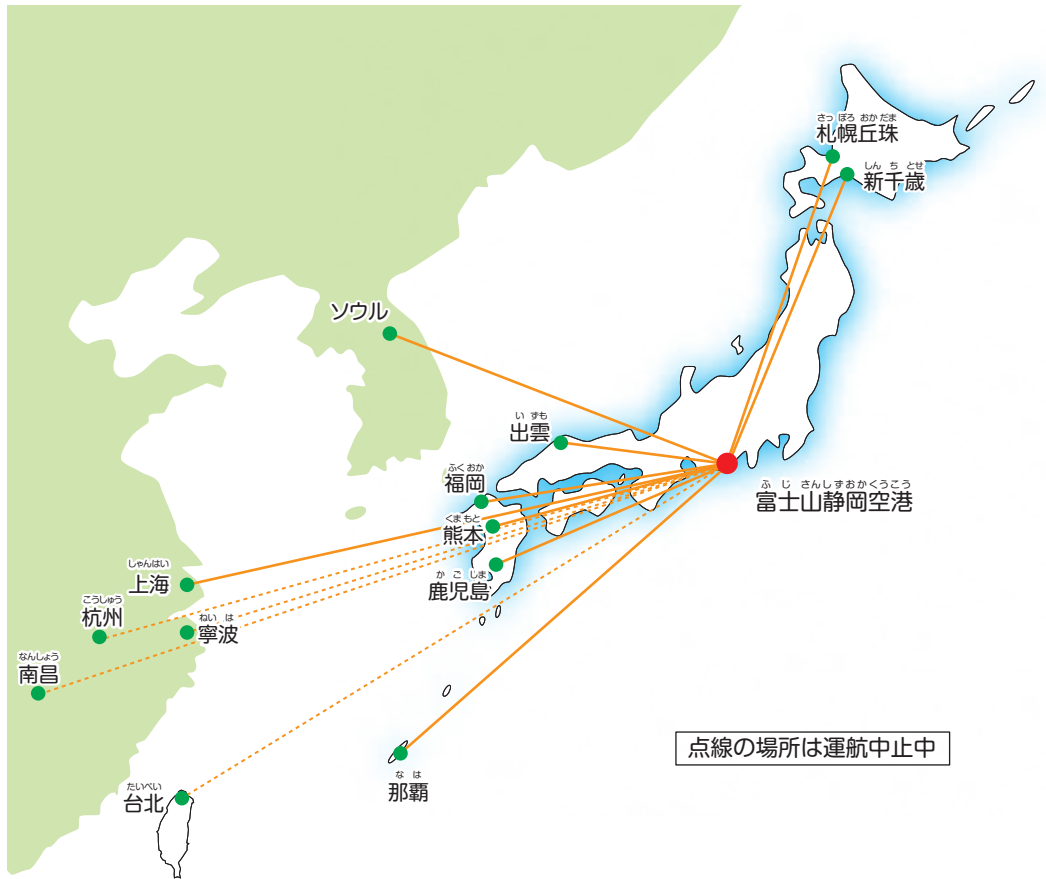 さっ ぽろ おか だま
札幌丘珠
しん ち とせ
新千歳
ソウル
い ずも
出雲
ふく おか
福岡
ふ じ さんしずおかくうこう
富士山静岡空港
くま もと
熊本
しゃんはい
上海
か ご しま
鹿児島
こうしゅう
杭州
ねい は
寧波
なんしょう
南昌
点線の場所は運航中止中
な は
那覇
たいぺい
台北